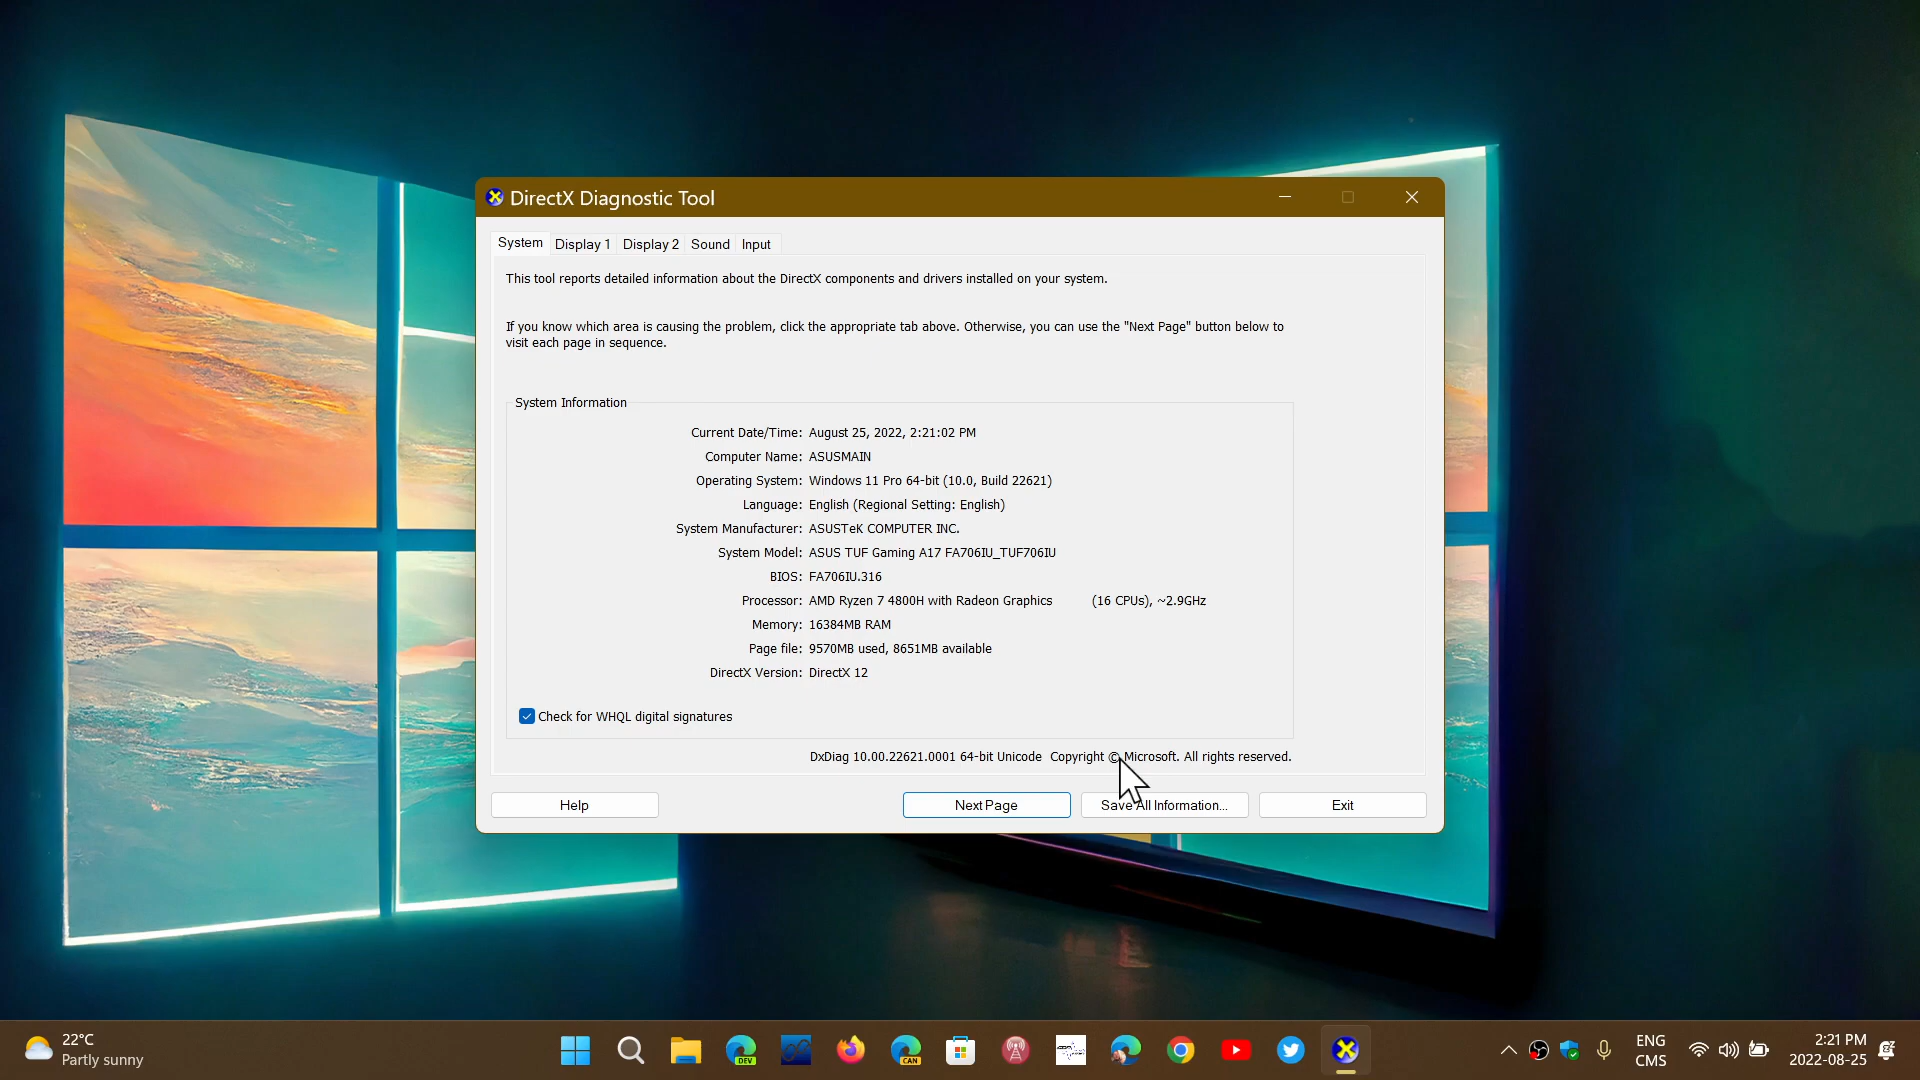 DirectX Diagnostic Tool
System Display 1 Display 2 Sound Input
This tool reports detailed information about the DirectX components and drivers installed on your system.
If you know which area is causing the problem, click the appropriate tab above. Otherwise, you can use the "Next Page" button below to
visit each page in sequence.
System Information
Current Date/Time: August 25, 2022, 2:21:02 PM
Computer Name: ASUSMAIN
Operating System: Windows 11 Pro 64-bit (10.0, Build 22621)
Language: English (Regional Setting: English)
System Manufacturer: ASUSTeK COMPUTER INC.
System Model: ASUS TUF Gaming A17 FA706IU_TUF706IU
BIOS: FA706IU.316
Processor: AMD Ryzen 7 4800H with Radeon Graphics (16 CPUs), ~2.9GHz
Memory: 16384MB RAM
Page file: 9570MB used, 8651MB available
DirectX Version: DirectX 12
Check for WHQL digital signatures
DxDiag 10.00.22621.0001 64-bit Unicode Copyright © Microsoft. All rights reserved.
Help Next Page Save All Information... Exit
22°C
Partly sunny
DEV
CAN
ENG
CMS
2:21 PM
2022-08-25